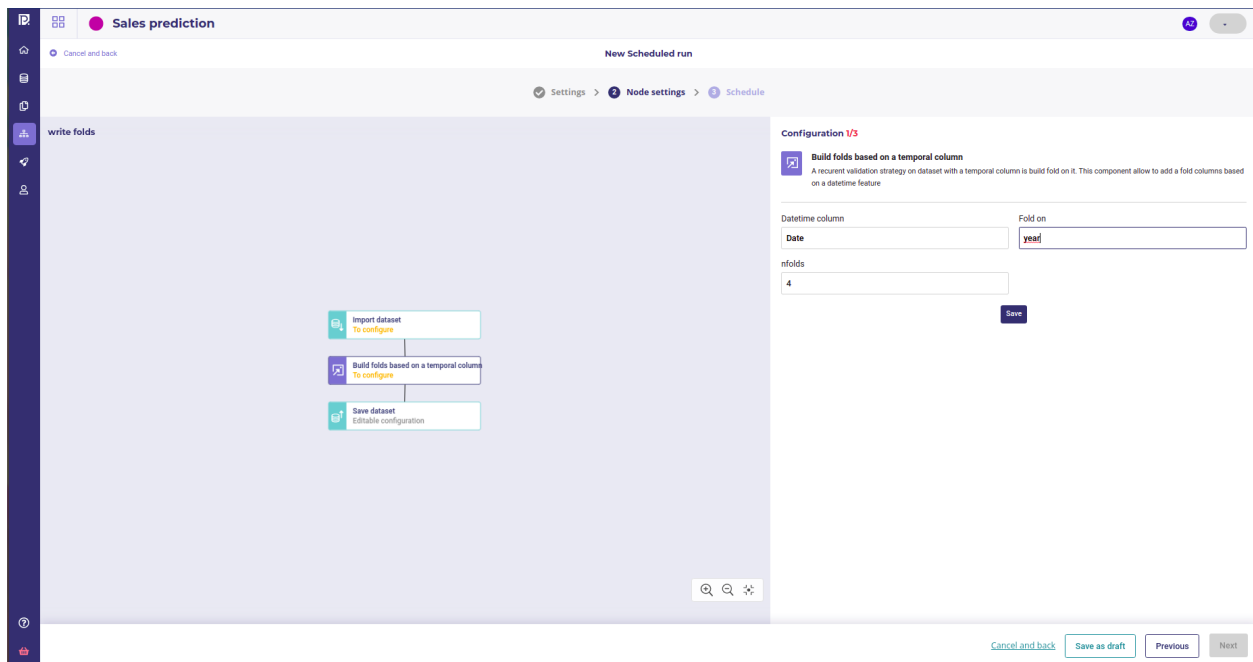 Sales prediction
AZ
Cancel and back
New Scheduled run
Settings > 2 Node settings > 3 Schedule
write folds
Configuration 1/3
Build folds based on a temporal column
A recurent validation strategy on dataset with a temporal column is build fold on it. This component allow to add a fold columns based
on a datetime feature
Datetime column
Fold on
Date
year
nfolds
4
Save
Import dataset
To configure
Build folds based on a temporal column
To configure
Save dataset
Editable configuration
Cancel and back
Save as draft
Previous
Next